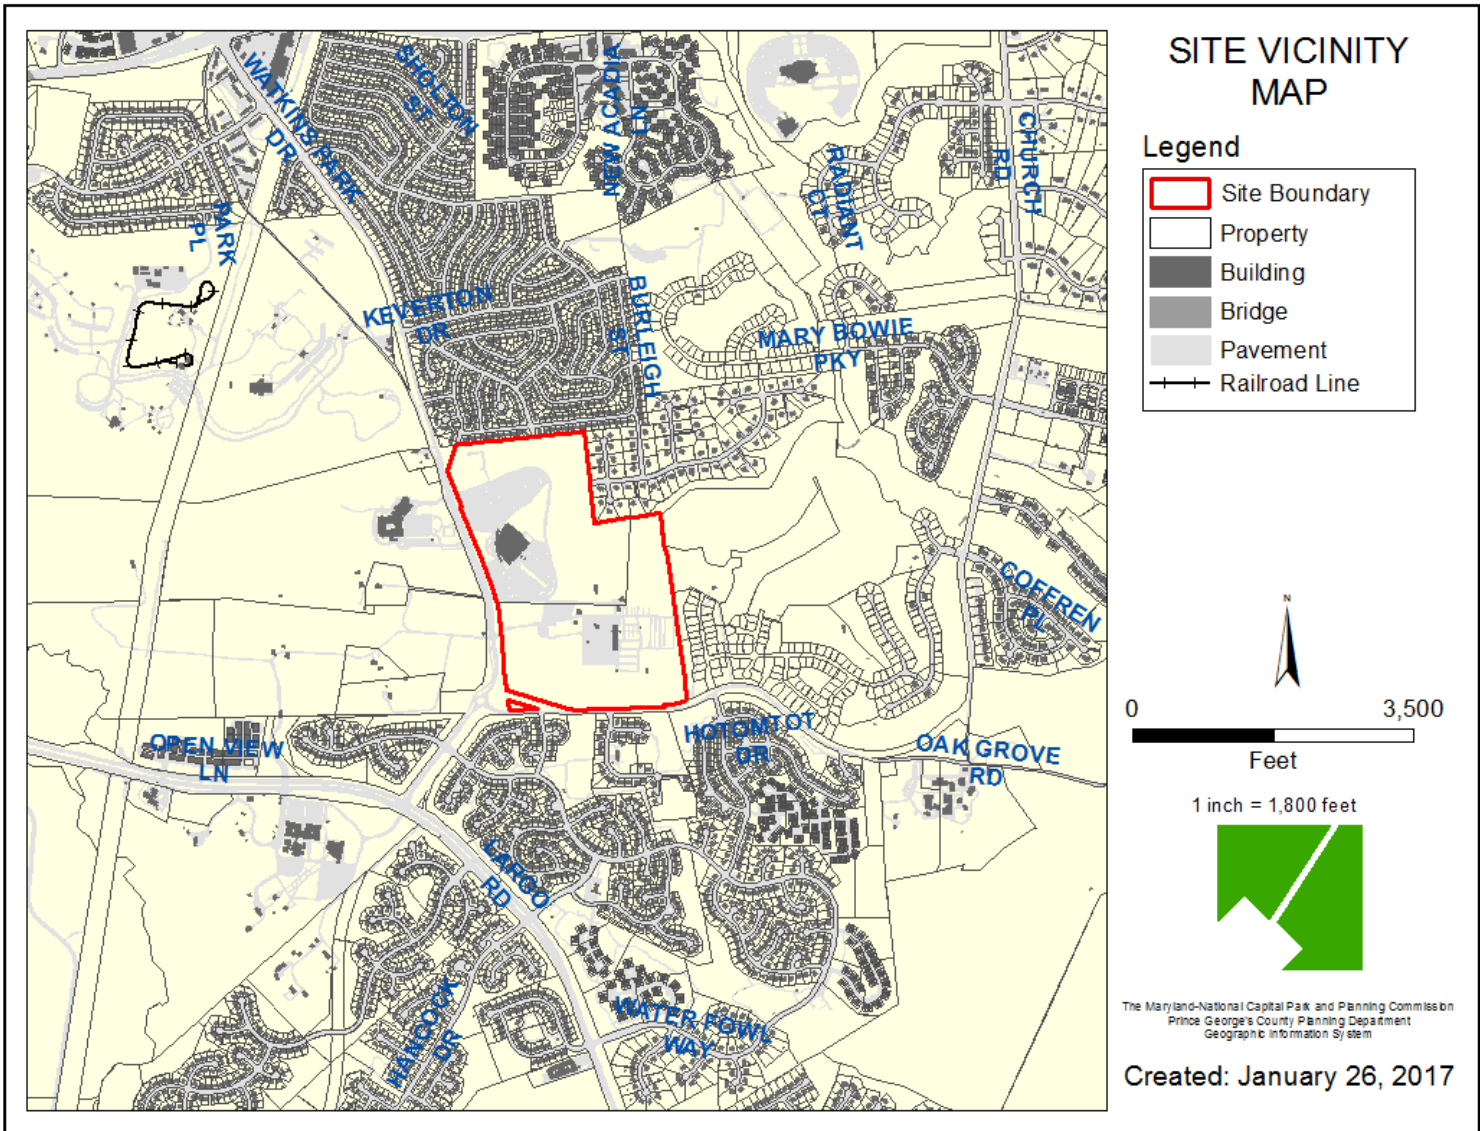 SITE VICINITY
MAP
Legend
Site Boundary
Property
Building
Bridge
Pavement
Railroad Line
N
0 3,500
Feet
1 inch = 1,800 feet
The Maryland-National Capital Park and Planning Commission
Prince George's County Planning Department
Geographic Information System
Created: January 26, 2017
WATKINS PARK
DR
SHOLTON
ST
NEW ACADIA
LN
RADIANT
CT
CHURCH
RD
PARK
PL
KEVERTON
DR
BURLEIGH
ST
MARY BOWIE
PKY
COFFEREN
PL
OPEN VIEW
LN
HOTOMTOT
DR
OAK GROVE
RD
LARGO
RD
HANCOCK
DR
WATER FOWL
WAY